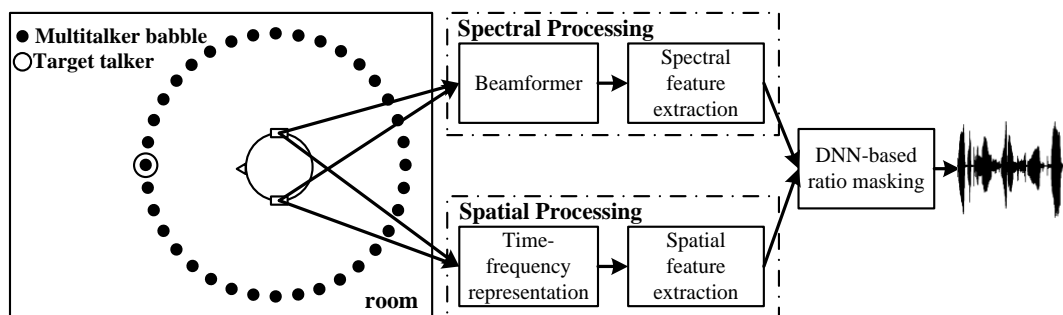 Multitalker babble
Target talker
room
Spectral Processing
Beamformer
Spectral
feature
extraction
Spatial Processing
Time-
frequency
representation
Spatial
feature
extraction
DNN-based
ratio masking